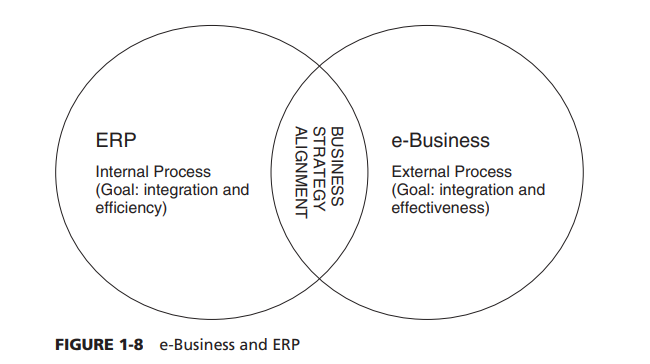 ERP
Internal Process
(Goal: integration and
efficiency)
BUSINESS
STRATEGY
ALIGNMENT
e-Business
External Process
(Goal: integration and
effectiveness)
FIGURE 1-8 e-Business and ERP